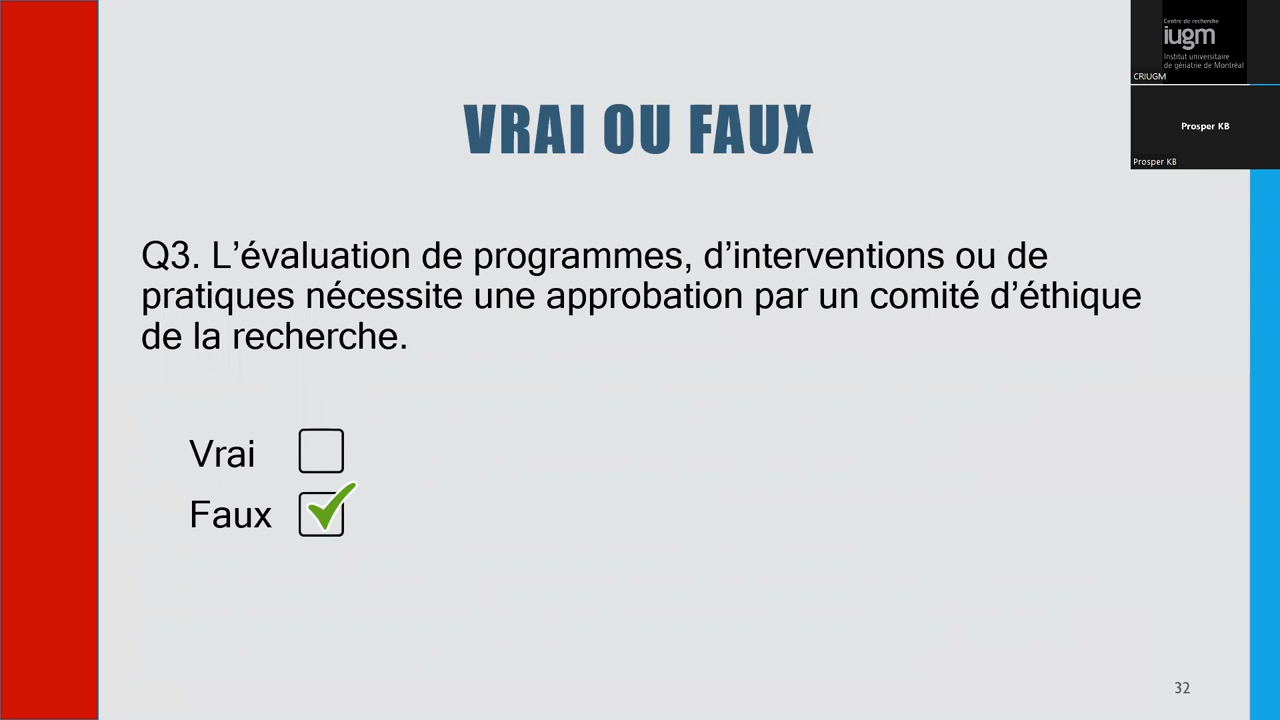 Centre de recherche
iugm
Institut universitaire
de gériatrie de Montréal
CRIUGM
Prosper KB
Prosper KB
VRAI OU FAUX
Q3. L’évaluation de programmes, d’interventions ou de
pratiques nécessite une approbation par un comité d’éthique
de la recherche.
Vrai
Faux
32